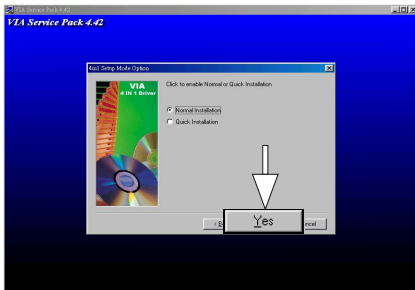 VIA Service Pack 4.42
VIA Service Pack 4.42
4in1 Setup Mode Option
VIA
4 IN 1 Driver
Click to enable Normal or Quick Installation
Normal Installation
Quick Installation
< B
Yes
ncel